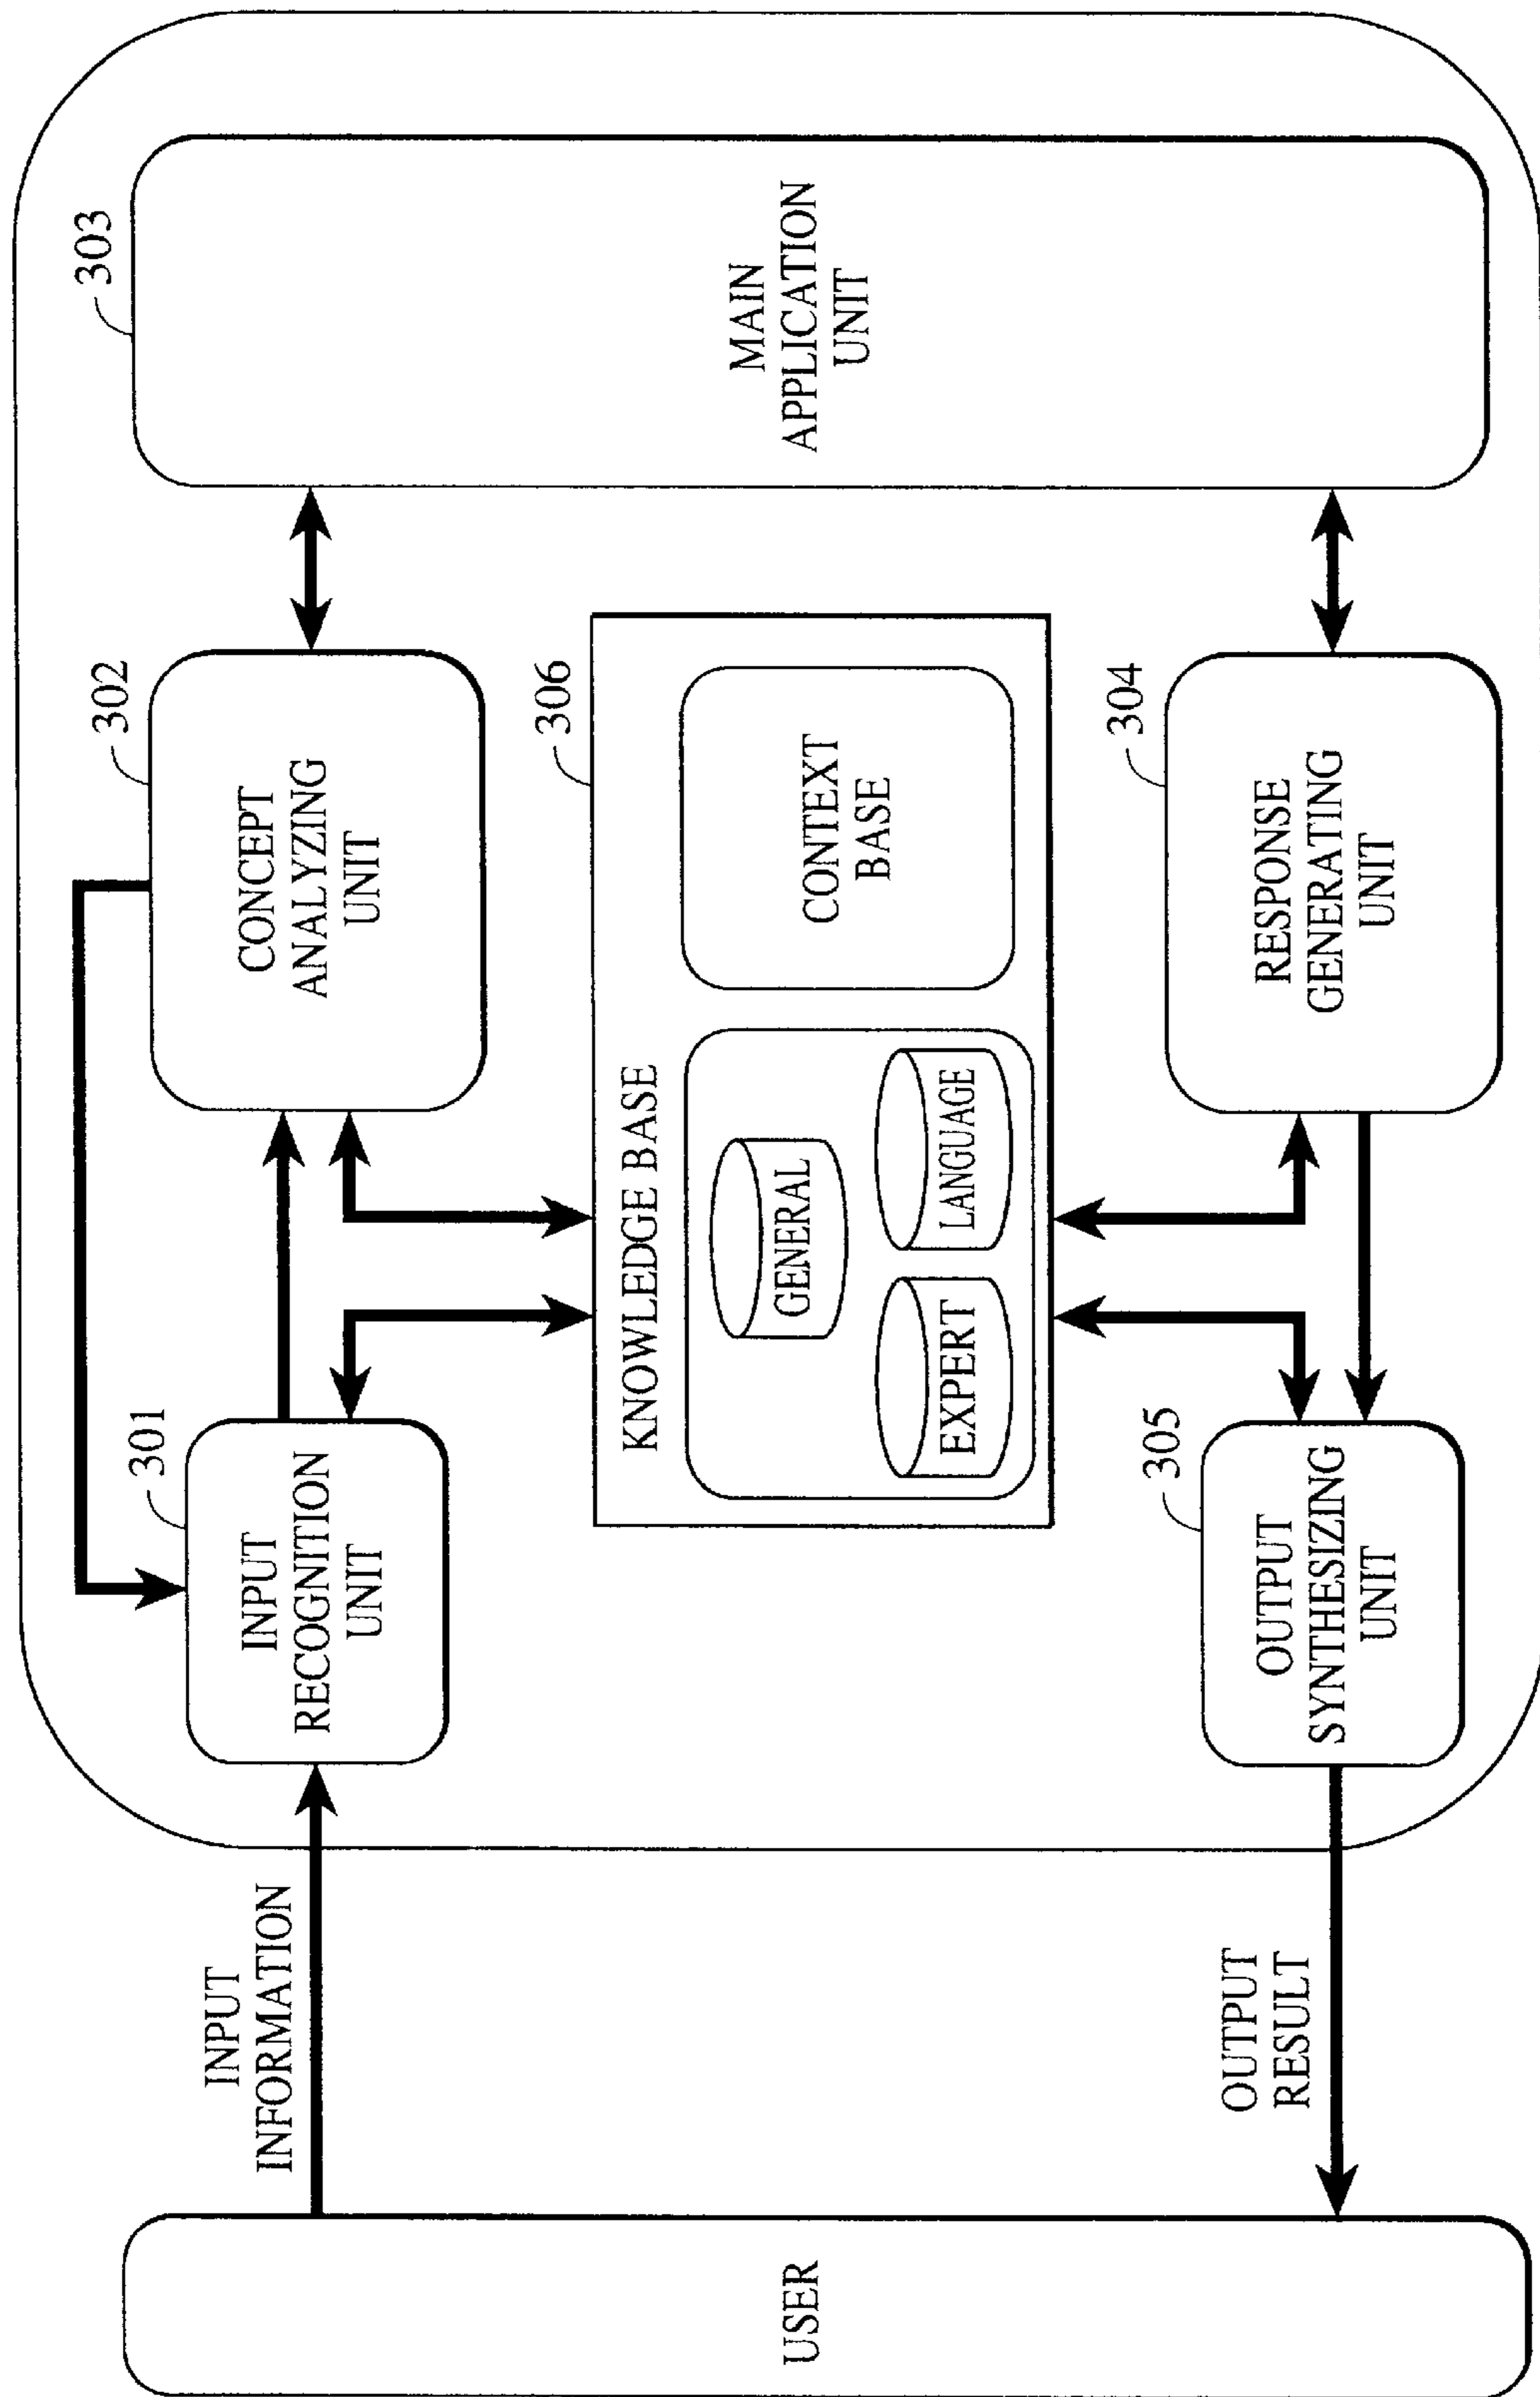 USER
INPUT
INFORMATION
OUTPUT
RESULT
301
INPUT
RECOGNITION
UNIT
302
CONCEPT
ANALYZING
UNIT
303
MAIN
APPLICATION
UNIT
306
KNOWLEDGE BASE
GENERAL
EXPERT
LANGUAGE
CONTEXT
BASE
305
OUTPUT
SYNTHESIZING
UNIT
304
RESPONSE
GENERATING
UNIT